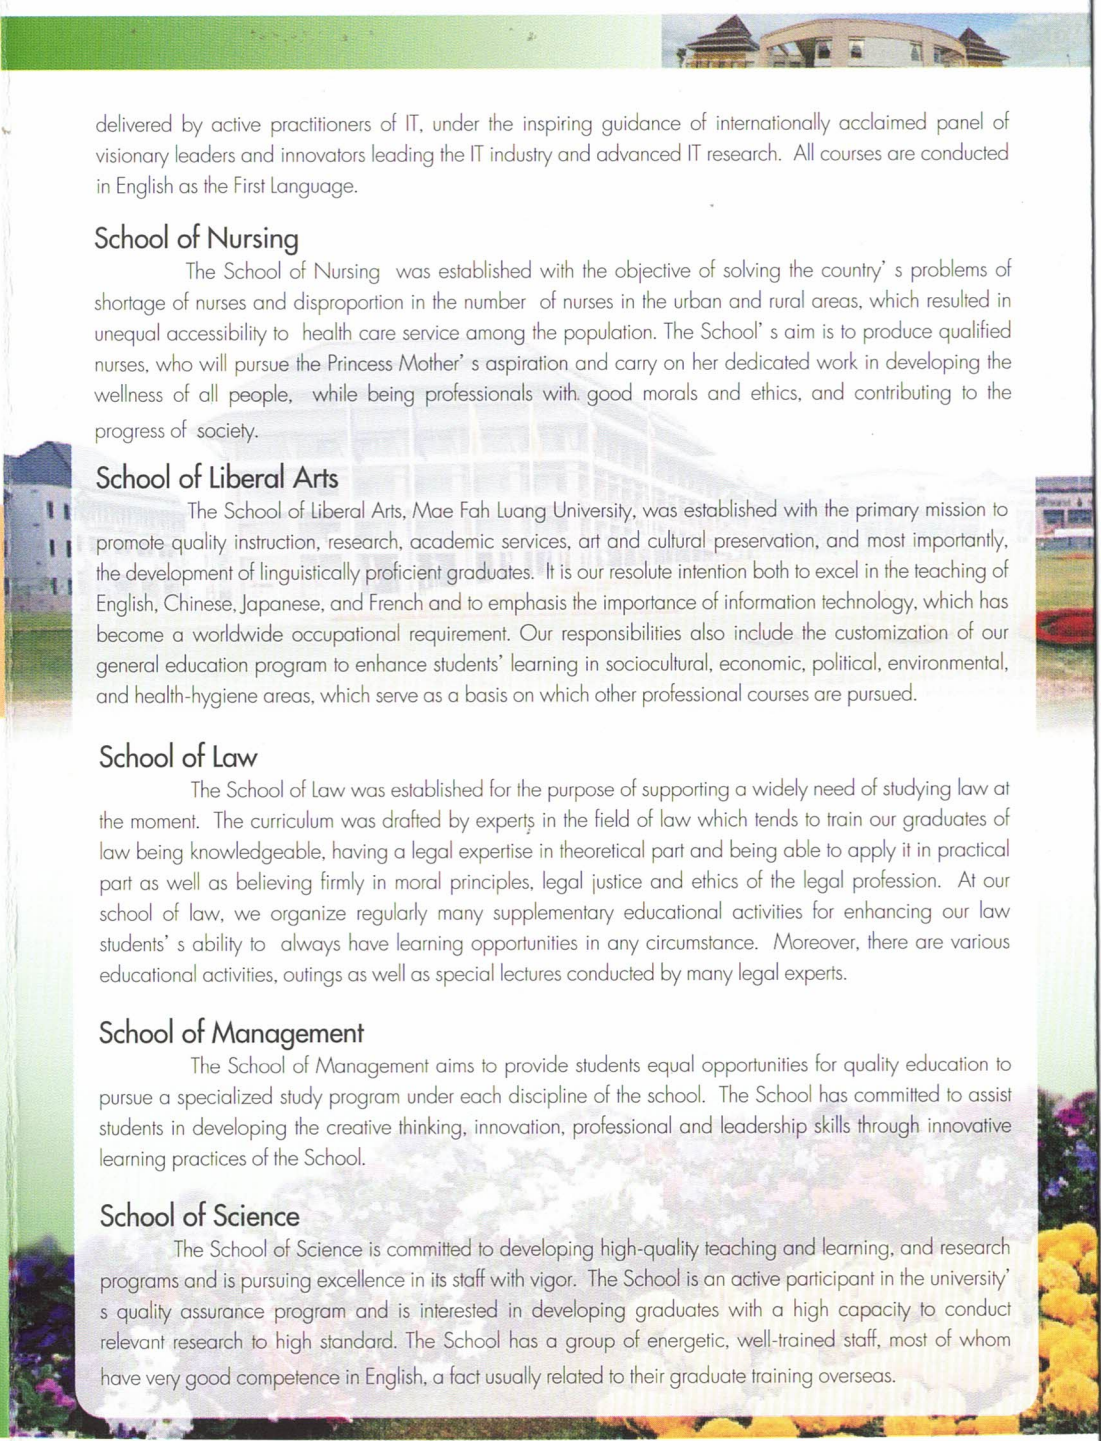 delivered by active practitioners of IT, under the inspiring guidance of internationally acclaimed panel of
visionary leaders and innovators leading the IT industry and advanced IT research. All courses are conducted
in English as the First Language.
School of Nursing
The School of Nursing was established with the objective of solving the country' s problems of
shortage of nurses and disproportion in the number of nurses in the urban and rural areas, which resulted in
unequal accessibility to health care service among the population. The School' s aim is to produce qualified
nurses, who will pursue the Princess Mother' s aspiration and carry on her dedicated work in developing the
wellness of all people, while being professionals with good morals and ethics, and contributing to the
progress of society.
School of Liberal Arts
The School of Liberal Arts, Mae Fah Luang University, was established with the primary mission to
promote quality instruction, research, academic services, art and cultural preservation, and most importantly,
the development of linguistically proficient graduates. It is our resolute intention both to excel in the teaching of
English, Chinese, Japanese, and French and to emphasis the importance of information technology, which has
become a worldwide occupational requirement. Our responsibilities also include the customization of our
general education program to enhance students' learning in sociocultural, economic, political, environmental,
and health-hygiene areas, which serve as a basis on which other professional courses are pursued.
School of Law
The School of Law was established for the purpose of supporting a widely need of studying law at
the moment. The curriculum was drafted by experts in the field of law which tends to train our graduates of
law being knowledgeable, having a legal expertise in theoretical part and being able to apply it in practical
part as well as believing firmly in moral principles, legal justice and ethics of the legal profession. At our
school of law, we organize regularly many supplementary educational activities for enhancing our law
students' s ability to always have learning opportunities in any circumstance. Moreover, there are various
educational activities, outings as well as special lectures conducted by many legal experts.
School of Management
The School of Management aims to provide students equal opportunities for quality education to
pursue a specialized study program under each discipline of the school. The School has committed to assist
students in developing the creative thinking, innovation, professional and leadership skills through innovative
learning practices of the School.
School of Science
The School of Science is committed to developing high-quality teaching and learning, and research
programs and is pursuing excellence in its staff with vigor. The School is an active participant in the university'
s quality assurance program and is interested in developing graduates with a high capacity to conduct
relevant research to high standard. The School has a group of energetic, well-trained staff, most of whom
have very good competence in English, a fact usually related to their graduate training overseas.